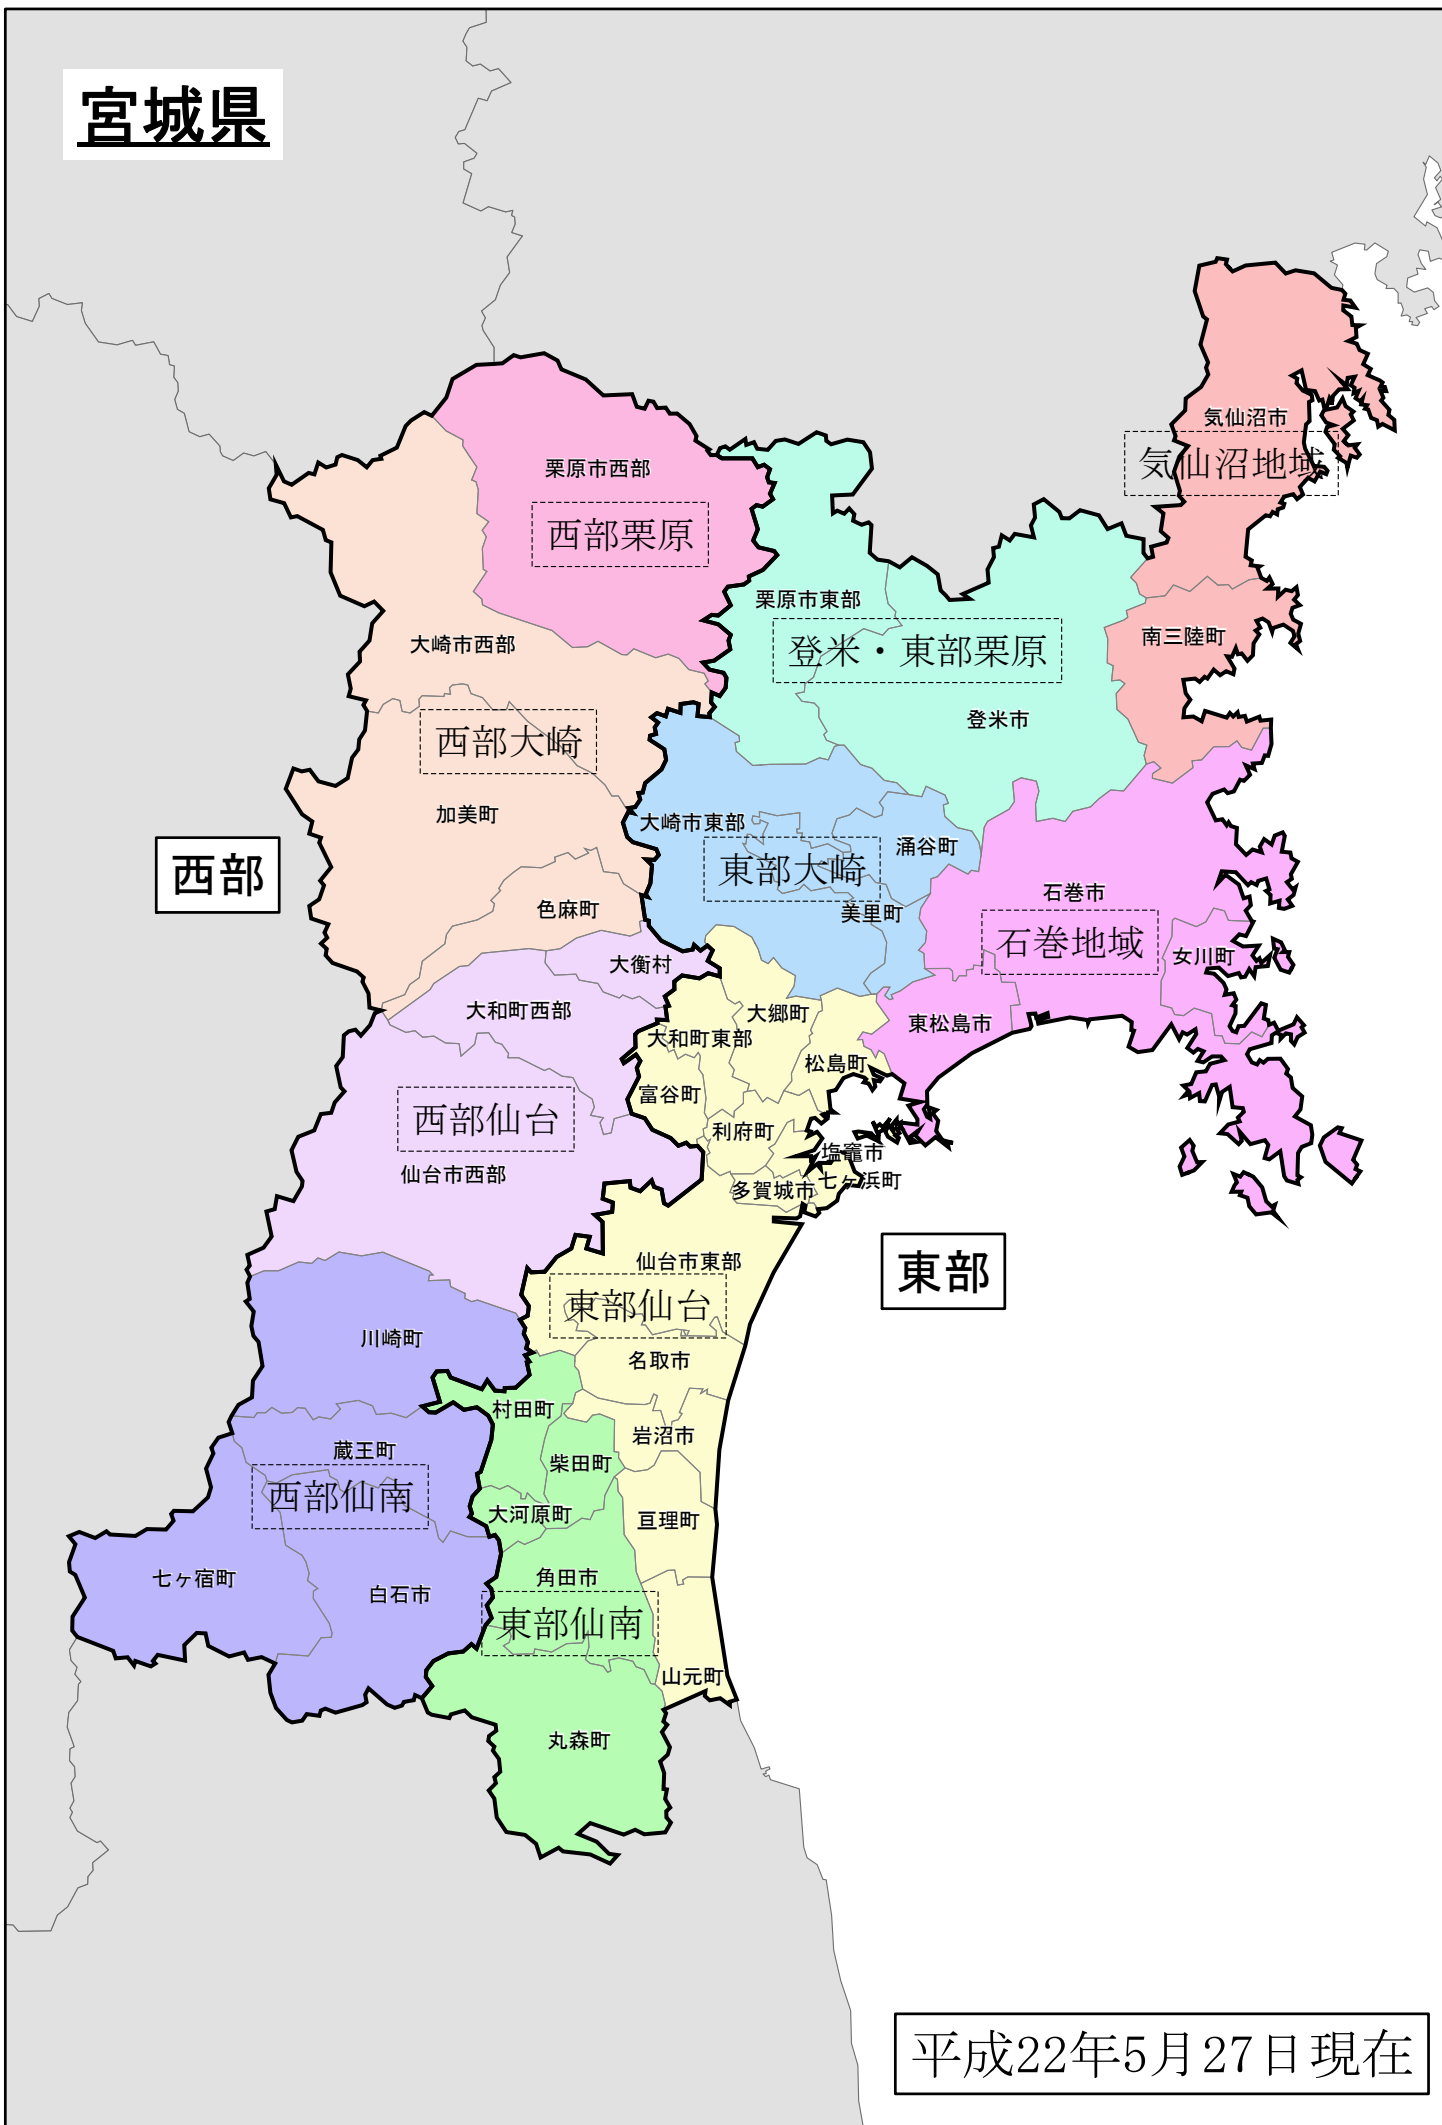 宮城県
気仙沼市
気仙沼地域
栗原市西部
西部栗原
栗原市東部
登米・東部栗原
南三陸町
大崎市西部
登米市
西部大崎
加美町
大崎市東部
涌谷町
東部大崎
西部
石巻市
色麻町
美里町
石巻地域
女川町
大衡村
大和町西部
大郷町
東松島市
大和町東部
松島町
富谷町
西部仙台
利府町
塩竈市
仙台市西部
多賀城市
七ヶ浜町
仙台市東部
東部
東部仙台
川崎町
名取市
村田町
岩沼市
蔵王町
柴田町
西部仙南
大河原町
亘理町
七ヶ宿町
角田市
白石市
東部仙南
山元町
丸森町
平成22年5月27日現在